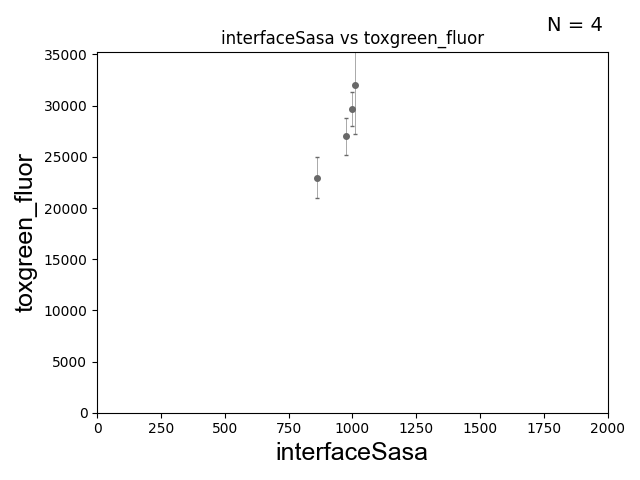 N = 4
interfaceSasa vs toxgreen_fluor
35000
30000
25000
20000
15000
10000
5000
0
toxgreen_fluor
0 250 500 750 1000 1250 1500 1750 2000
interfaceSasa